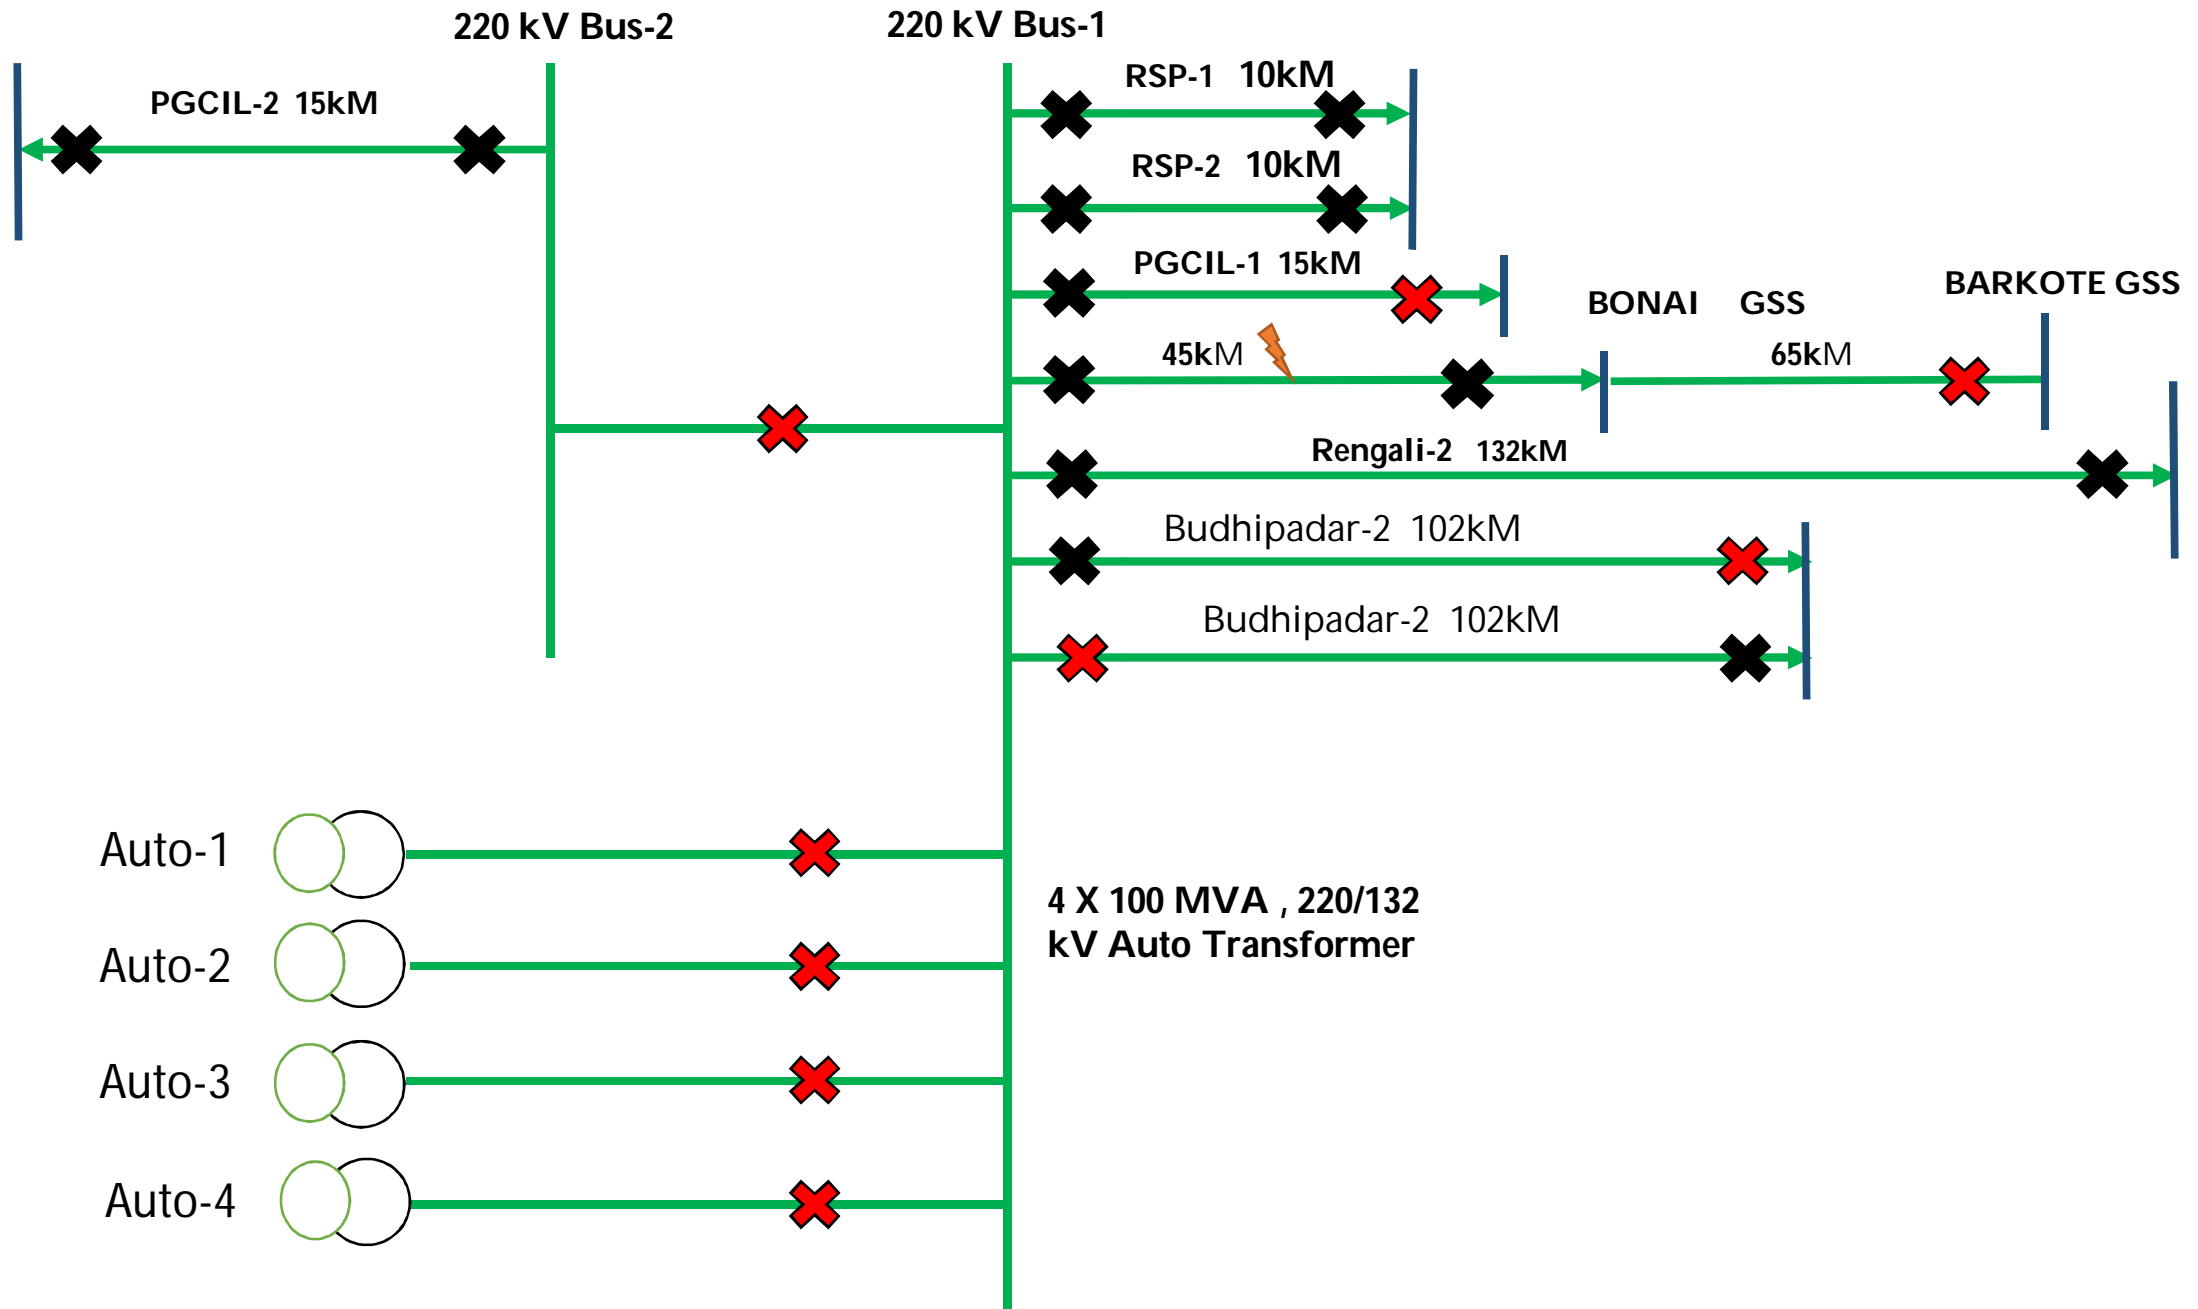 220 kV Bus-2
220 kV Bus-1
PGCIL-2 15kM
RSP-1 10kM
RSP-2 10kM
PGCIL-1 15kM
BONAI GSS
BARKOTE GSS
45kM
65kM
Rengali-2 132kM
Budhipadar-2 102kM
Budhipadar-2 102kM
Auto-1
Auto-2
Auto-3
Auto-4
4 X 100 MVA , 220/132
kV Auto Transformer